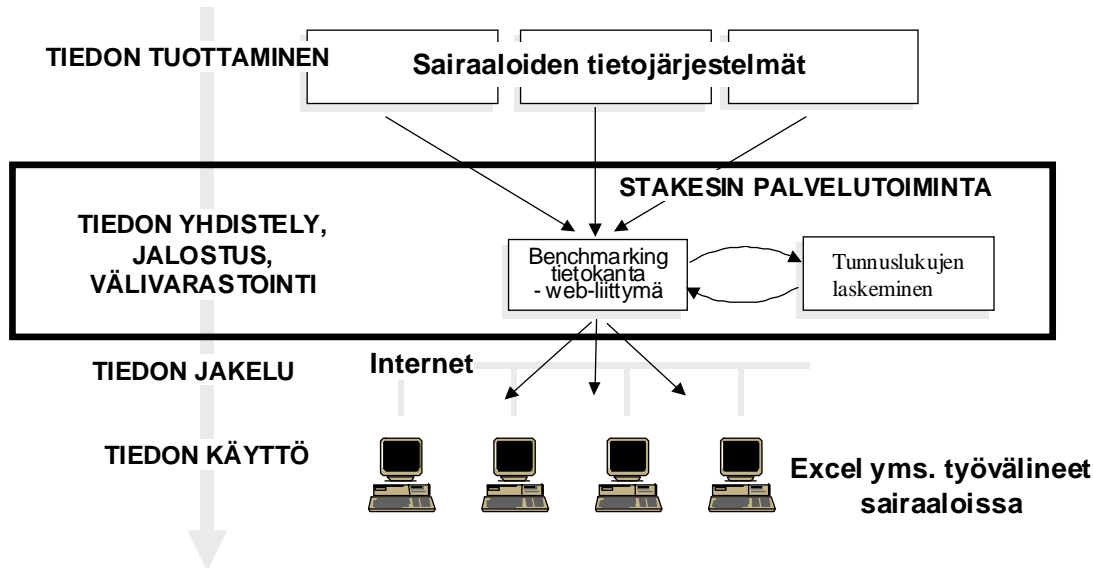 TIEDON TUOTTAMINEN
Sairaaloiden tietojärjestelmät
STAKESIN PALVELUTOIMINTA
TIEDON YHDISTELY,
JALOSTUS,
VÄLIVARASTOINTI
Benchmarking
tietokanta
- web-liittymä
Tunnuslukujen
laskeminen
TIEDON JAKELU
Internet
TIEDON KÄYTTÖ
Excel yms. työvälineet
sairaaloissa